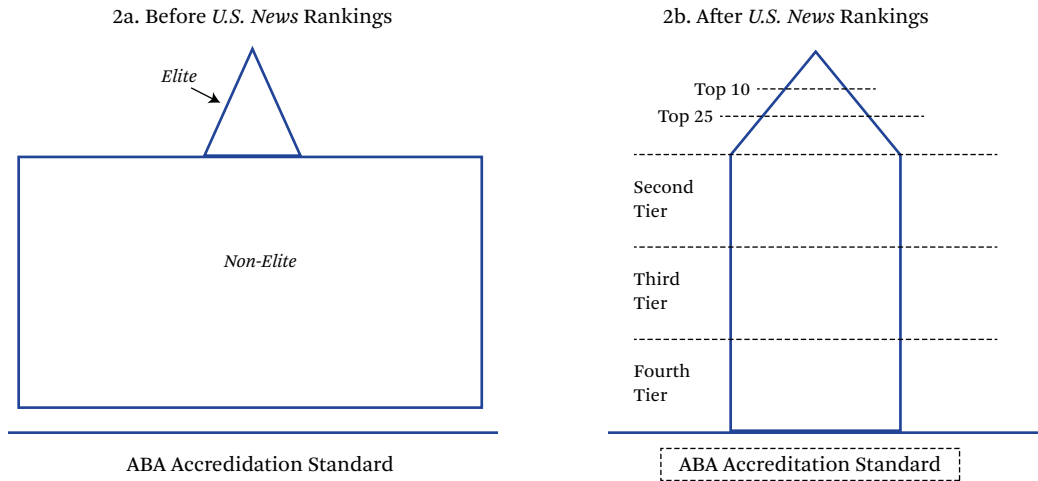 2a. Before U.S. News Rankings
Elite
Non-Elite
ABA Accredidation Standard
2b. After U.S. News Rankings
Top 10
Top 25
Second
Tier
Third
Tier
Fourth
Tier
ABA Accreditation Standard